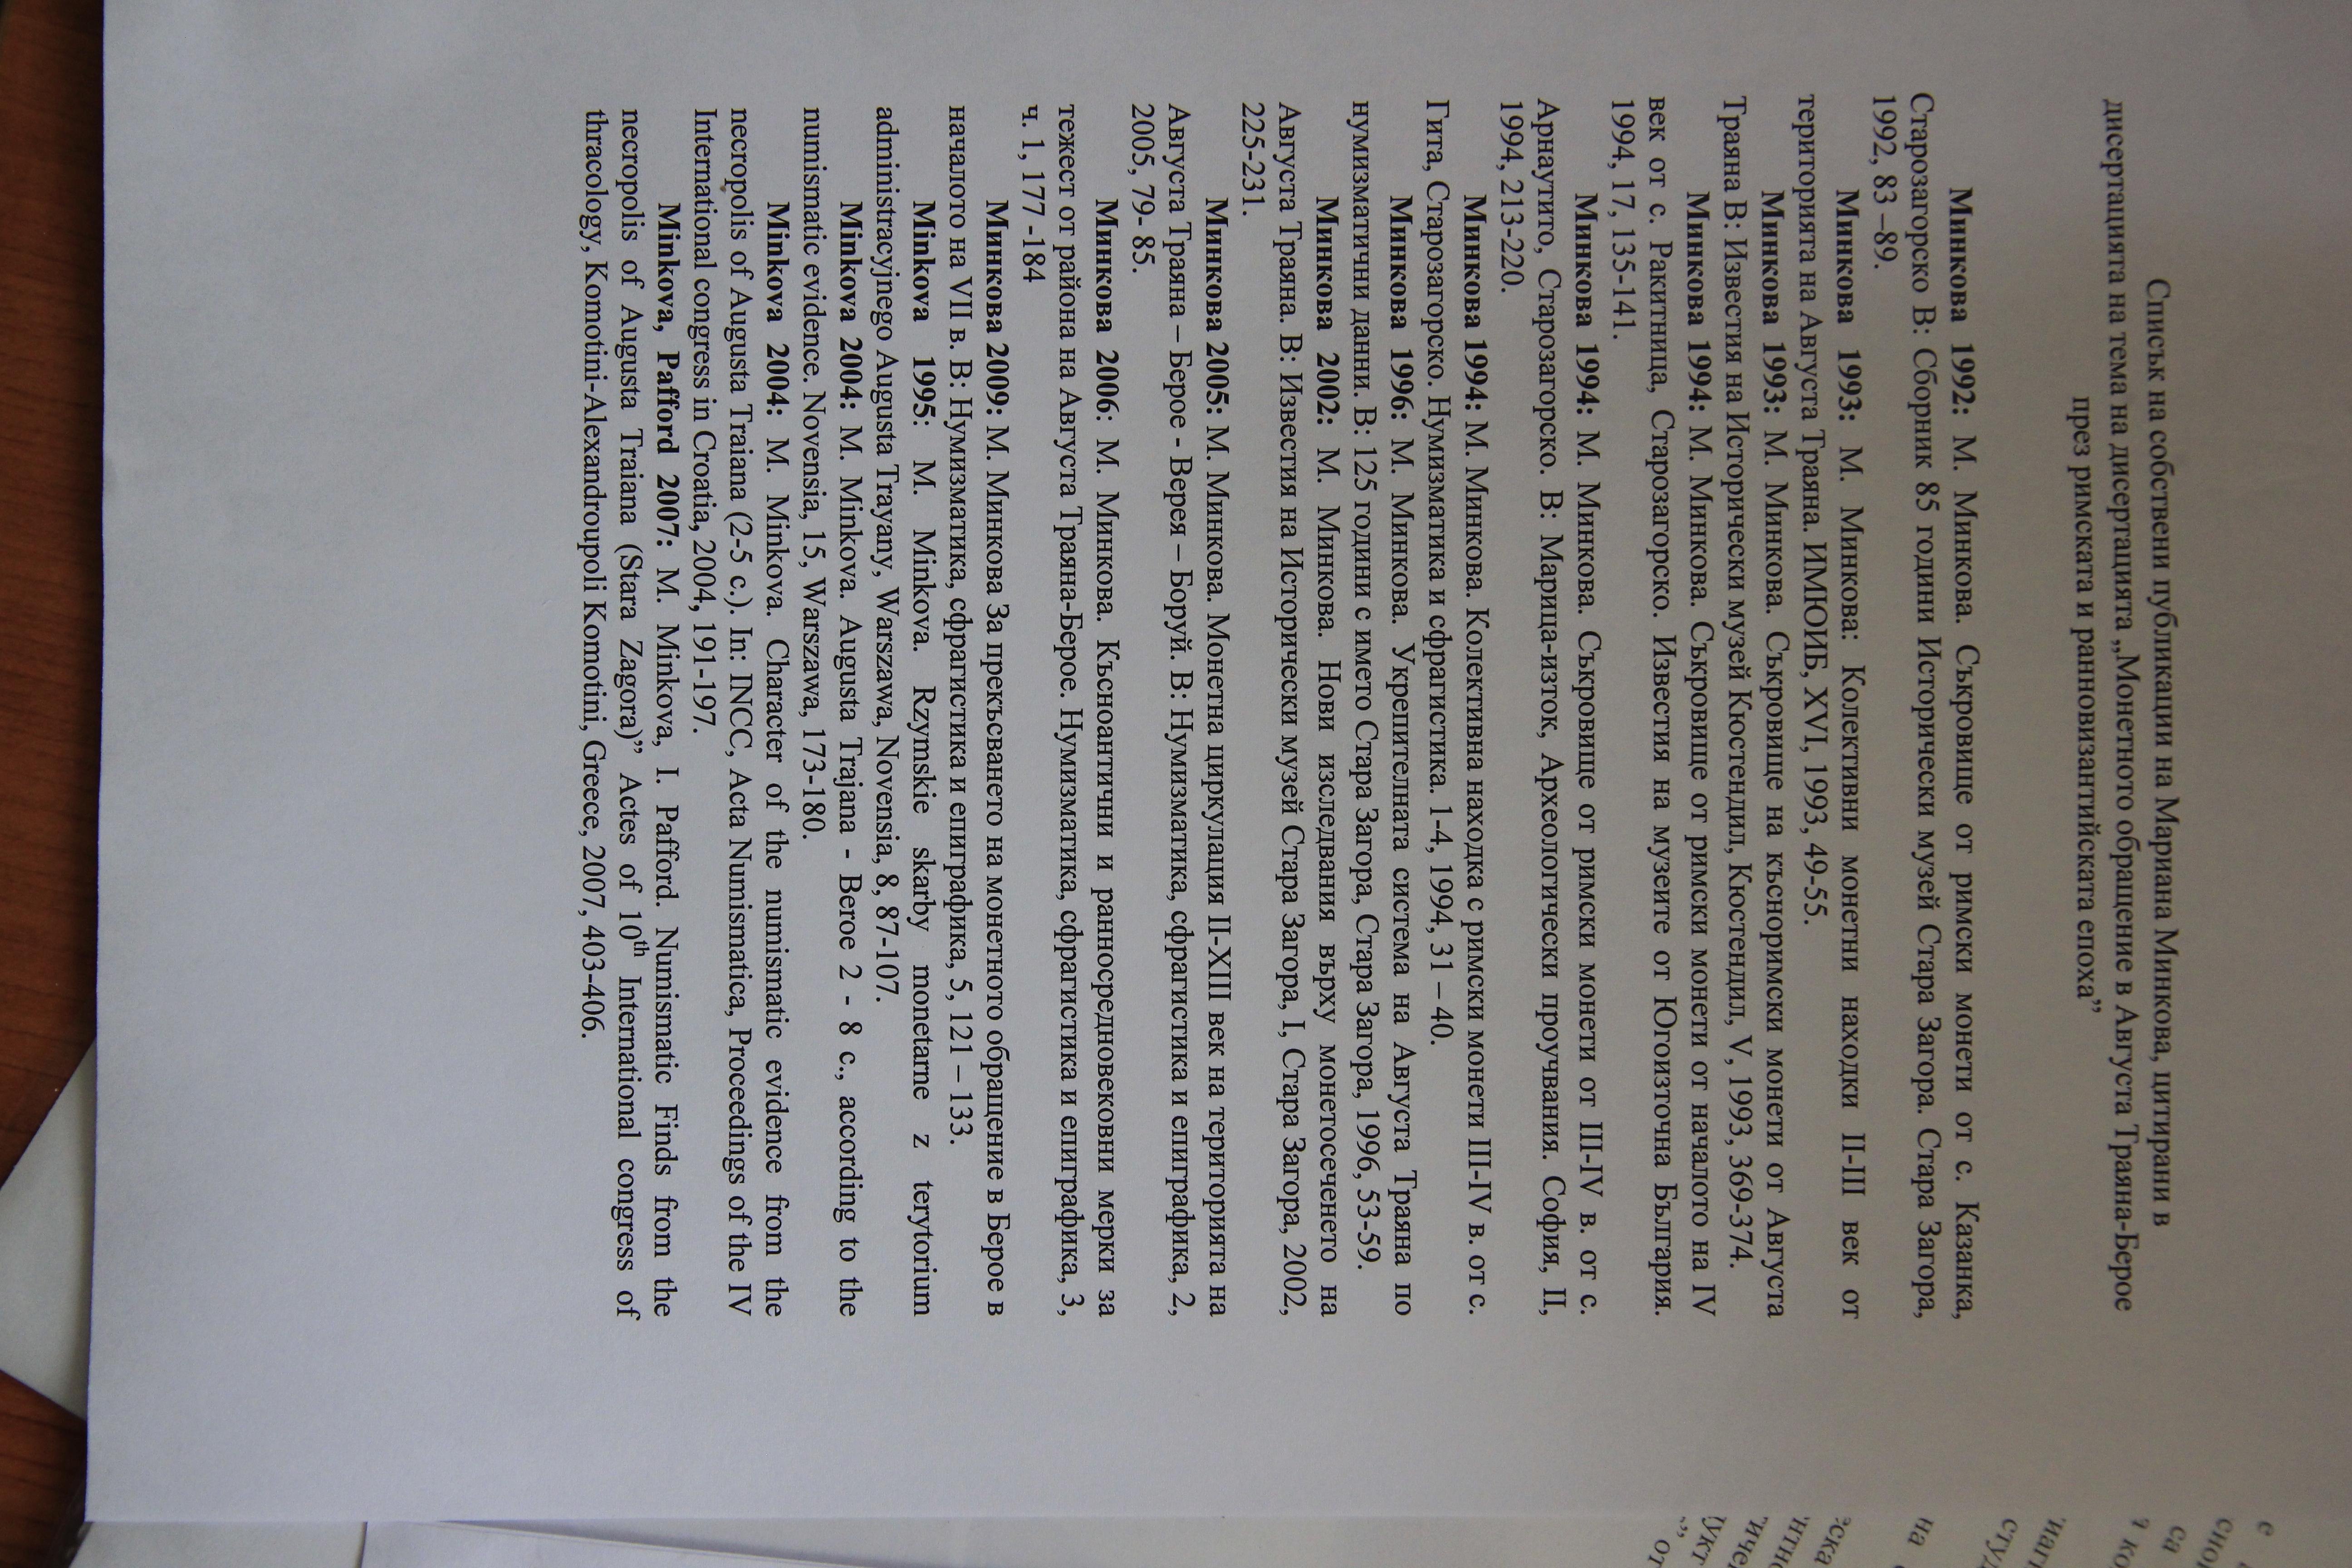 Списък на собствени публикации на Мариана Минкова, цитирани в
дисертацията на тема на дисертацията „Монетното обращение в Августа Траяна-Берое
през римската и рановизантийската епоха”
Минкова 1992: М. Минкова. Съкровище от римски монети от с. Казанка,
Старозагорско В: Сборник 85 години Исторически музей Стара Загора. Стара Загора,
1992, 83 –89.
Минкова 1993: М. Минкова: Колективни монетни находки II-III век от
територията на Августа Траяна. ИМЮИБ, XVI, 1993, 49-55.
Минкова 1993: М. Минкова. Съкровище на късноримски монети от Августа
Траяна В: Известия на Исторически музей Кюстендил, Кюстендил, V, 1993, 369-374.
Минкова 1994: М. Минкова. Съкровище от римски монети от началото на IV
век от с. Ракитница, Старозагорско. Известия на музеите от Югоизточна България.
1994, 17, 135-141.
Минкова 1994: М. Минкова. Съкровище от римски монети от III-IV в. от с.
Арнаутито, Старозагорско. В: Марица-изток, Археологически проучвания. София, II,
1994, 213-220.
Минкова 1994: М. Минкова. Колективна находка с римски монети III-IV в. от с.
Гита, Старозагорско. Нумизматика и сфрагистика. 1-4, 1994, 31 – 40.
Минкова 1996: М. Минкова. Укрепителната система на Августа Траяна по
нумизматични данни. В: 125 години с името Стара Загора, Стара Загора, 1996, 53-59.
Минкова 2002: М. Минкова. Нови изследвания върху монетосеченето на
Августа Траяна. В: Известия на Исторически музей Стара Загора, I, Стара Загора, 2002,
225-231.
Минкова 2005: М. Минкова. Монетна циркулация II-XIII век на територията на
Августа Траяна – Берое - Верея – Боруй. В: Нумизматика, сфрагистика и епиграфика, 2,
2005, 79- 85.
Минкова 2006: М. Минкова. Късноантични и ранносредновековни мерки за
тежест от района на Августа Траяна-Берое. Нумизматика, сфрагистика и епиграфика, 3,
ч. 1, 177 -184
Минкова 2009: М. Минкова За прекъсването на монетното обращение в Берое в
началото на VII в. В: Нумизматика, сфрагистика и епиграфика, 5, 121 – 133.
Minkova 1995: M. Minkova. Rzymskie skarby monetarne z terytorium
administracyjnego Augusta Trayany, Warszawa, Novensia, 8, 87-107.
Minkova 2004: M. Minkova. Augusta Trajana - Beroe 2 - 8 c., according to the
numismatic evidence. Novensia, 15, Warszawa, 173-180.
Minkova 2004: M. Minkova. Character of the numismatic evidence from the
necropolis of Augusta Traiana (2-5 c.). In: INCC, Acta Numismatica, Proceedings of the IV
International congress in Croatia, 2004, 191-197.
Minkova, Pafford 2007: M. Minkova, I. Pafford. Numismatic Finds from the
necropolis of Augusta Traiana (Stara Zagora)” Actes of 10th International congress of
thracology, Komotini-Alexandroupoli Komotini, Greece, 2007, 403-406.